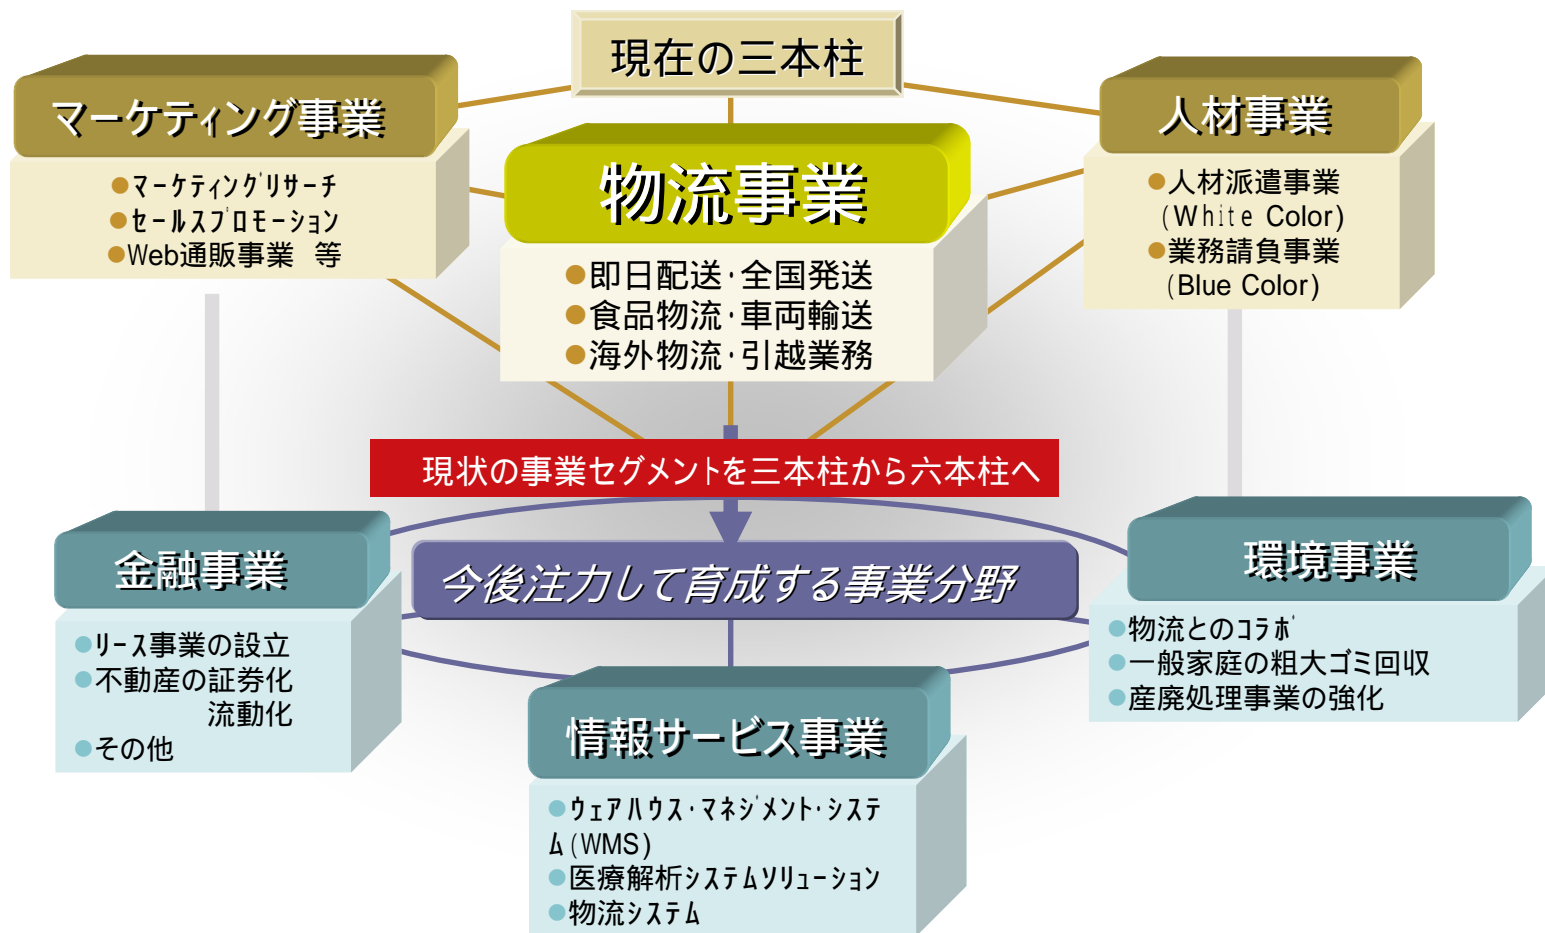 現在の三本柱
マーケティング事業
●ﾏｰｹﾃｨﾝｸﾞﾘｻｰﾁ
●ｾｰﾙｽﾌﾟﾛﾓｰｼｮﾝ
●Web通販事業 等
物流事業
●即日配送･全国発送
●食品物流･車両輸送
●海外物流･引越業務
人材事業
●人材派遣事業
(White Color)
●業務請負事業
(Blue Color)
現状の事業セグメントを三本柱から六本柱へ
今後注力して育成する事業分野
金融事業
●ﾘｰｽ事業の設立
●不動産の証券化
流動化
●その他
情報サービス事業
●ｳｪｱﾊｳｽ･ﾏﾈｼﾞﾒﾝﾄ･ｼｽﾃ
ﾑ(WMS)
●医療解析ｼｽﾃﾑｿﾘｭｰｼｮﾝ
●物流ｼｽﾃﾑ
環境事業
●物流とのｺﾗﾎﾞ
●一般家庭の粗大ｺﾞﾐ回収
●産廃処理事業の強化